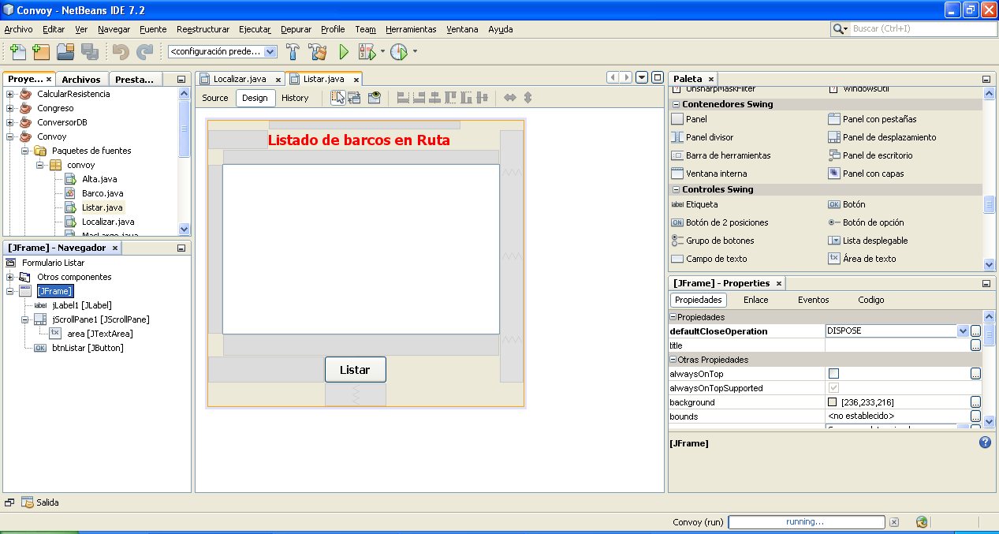 Convoy - NetBeans IDE 7.2
Archivo Editar Ver Navegar Fuente Reestructurar Ejecutar Depurar Profile Team Herramientas Ventana Ayuda
Buscar (Ctrl+I)
<configuración prede...
Proye... × Archivos Presta...
CalcularResistencia
Congreso
ConversorDB
Convoy
Paquetes de fuentes
convoy
Alta.java
Barco.java
Listar.java
Localizar.java
MasLargo.java
[JFrame] - Navegador ×
Formulario Listar
Otros componentes
[JFrame]
label jLabel1 [JLabel]
jScrollPane1 [JScrollPane]
tx area [JTextArea]
OK btnListar [JButton]
Localizar.java × Listar.java ×
Source Design History
Listado de barcos en Ruta
Listar
Paleta ×
UnsharpMaskFilter WindowsUtil
Contenedores Swing
Panel Panel con pestañas
Panel divisor Panel de desplazamiento
Barra de herramientas Panel de escritorio
Ventana interna Panel con capas
Controles Swing
label Etiqueta OK Botón
ON Botón de 2 posiciones Botón de opción
Grupo de botones Lista desplegable
Campo de texto tx Área de texto
[JFrame] - Properties ×
Propiedades Enlace Eventos Codigo
Propiedades
defaultCloseOperation DISPOSE
title
Otras Propiedades
alwaysOnTop
alwaysOnTopSupported
background [236,233,216]
bounds <no establecido>
[JFrame]
Salida
Convoy (run) running...